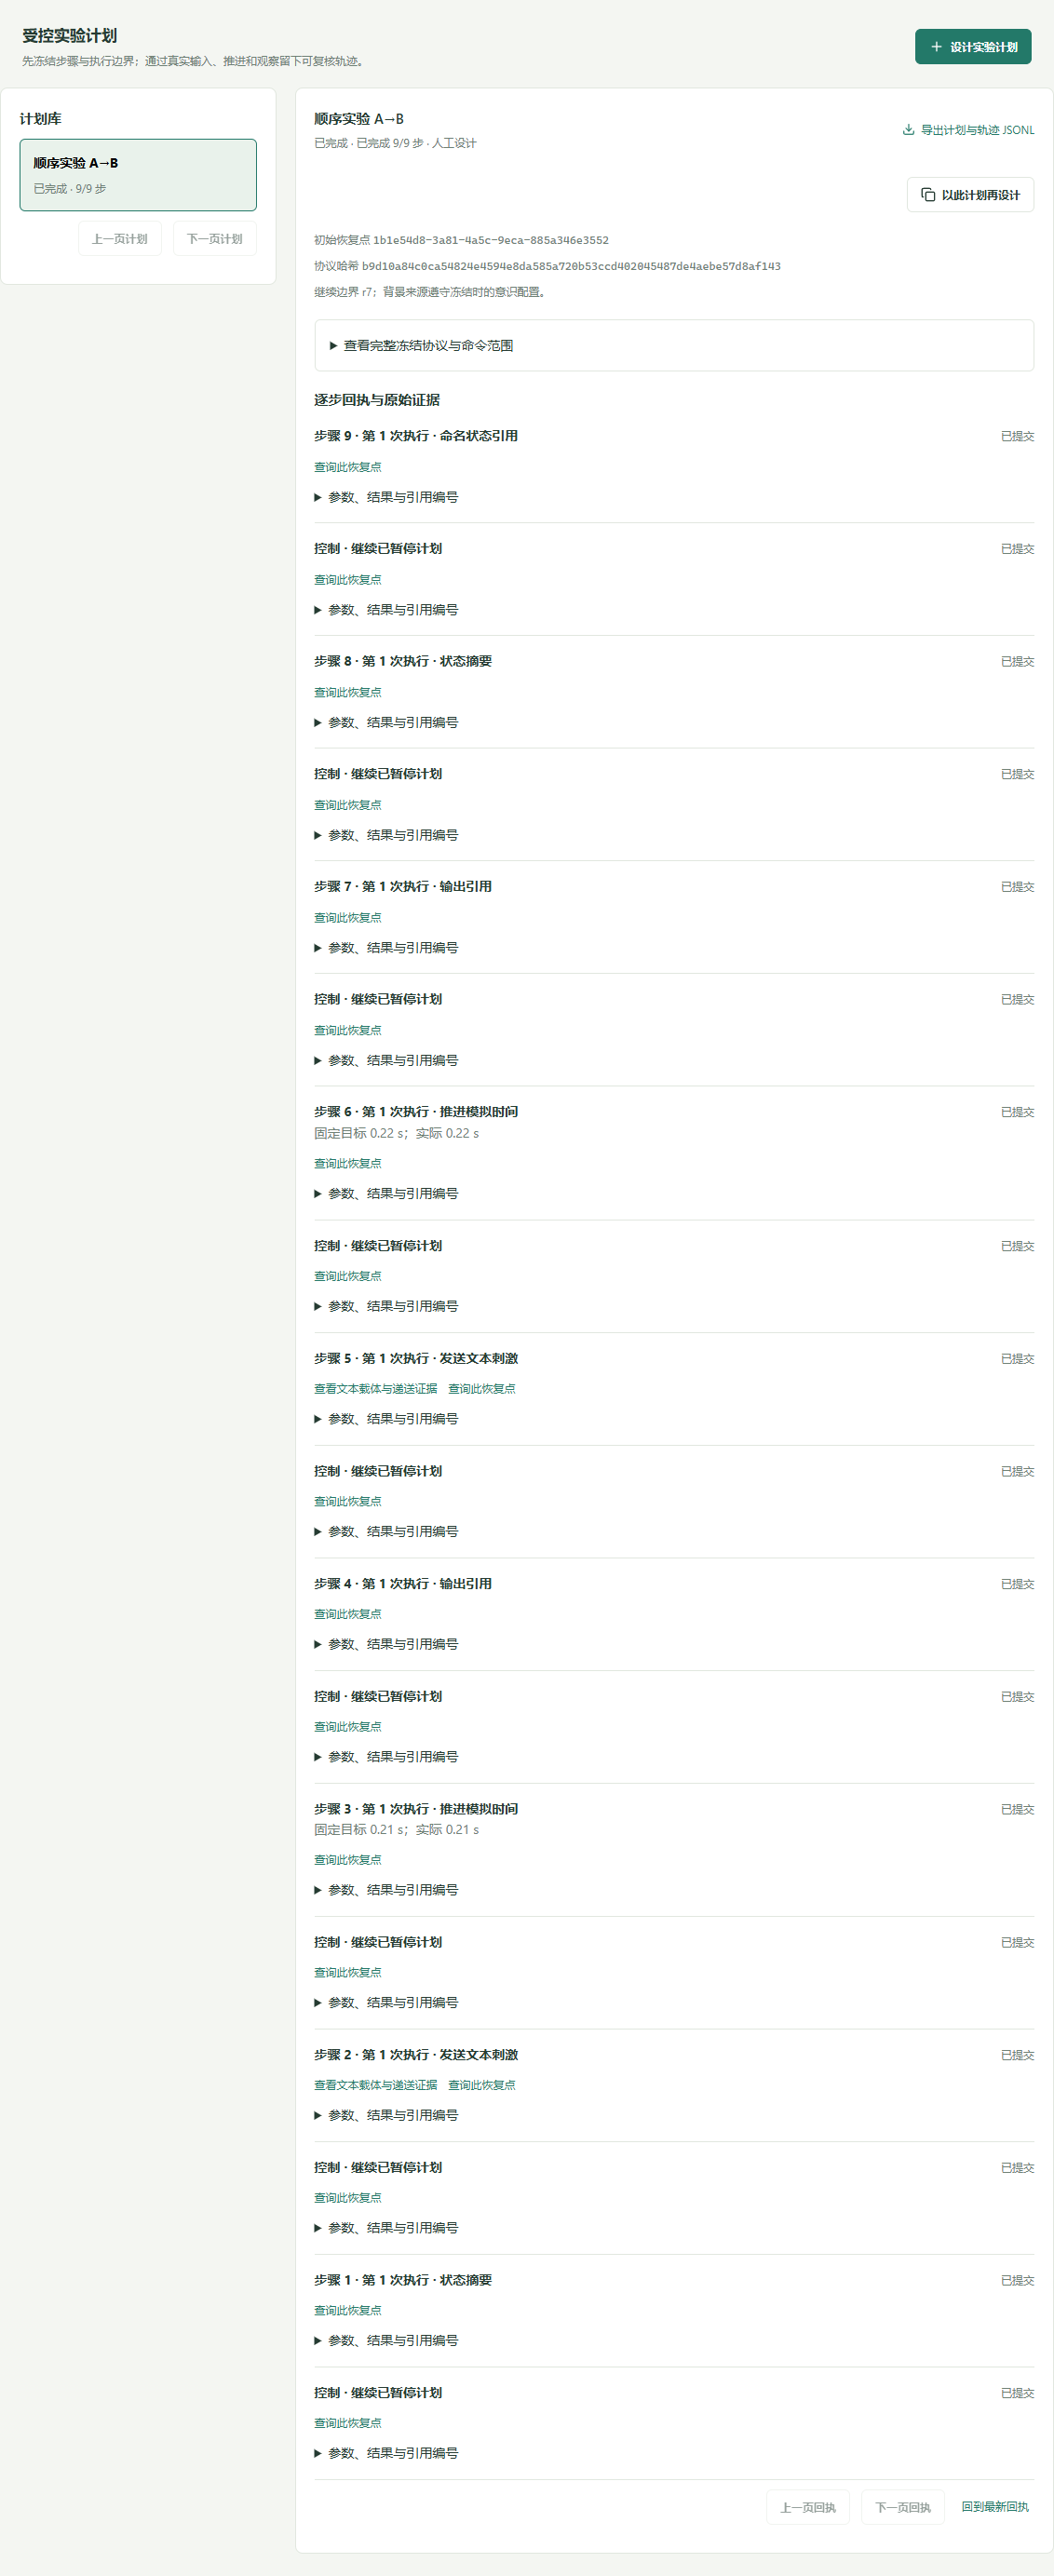 受控实验计划
先冻结步骤与执行边界；通过真实输入、推进和观察留下可复核轨迹。
设计实验计划
计划库
顺序实验 A→B
已完成 · 9/9 步
上一页计划
下一页计划
顺序实验 A→B
已完成 · 已完成 9/9 步 · 人工设计
导出计划与轨迹 JSONL
以此计划再设计
初始恢复点 1b1e54d8-3a81-4a5c-9eca-885a346e3552
协议哈希 b9d10a84c0ca54824e4594e8da585a720b53ccd402045487de4aebe57d8af143
继续边界 r7；背景来源遵守冻结时的意识配置。
查看完整冻结协议与命令范围
逐步回执与原始证据
步骤 9 · 第 1 次执行 · 命名状态引用
已提交
查询此恢复点
参数、结果与引用编号
控制 · 继续已暂停计划
已提交
查询此恢复点
参数、结果与引用编号
步骤 8 · 第 1 次执行 · 状态摘要
已提交
查询此恢复点
参数、结果与引用编号
控制 · 继续已暂停计划
已提交
查询此恢复点
参数、结果与引用编号
步骤 7 · 第 1 次执行 · 输出引用
已提交
查询此恢复点
参数、结果与引用编号
控制 · 继续已暂停计划
已提交
查询此恢复点
参数、结果与引用编号
步骤 6 · 第 1 次执行 · 推进模拟时间
已提交
固定目标 0.22 s；实际 0.22 s
查询此恢复点
参数、结果与引用编号
控制 · 继续已暂停计划
已提交
查询此恢复点
参数、结果与引用编号
步骤 5 · 第 1 次执行 · 发送文本刺激
已提交
查看文本载体与递送证据 查询此恢复点
参数、结果与引用编号
控制 · 继续已暂停计划
已提交
查询此恢复点
参数、结果与引用编号
步骤 4 · 第 1 次执行 · 输出引用
已提交
查询此恢复点
参数、结果与引用编号
控制 · 继续已暂停计划
已提交
查询此恢复点
参数、结果与引用编号
步骤 3 · 第 1 次执行 · 推进模拟时间
已提交
固定目标 0.21 s；实际 0.21 s
查询此恢复点
参数、结果与引用编号
控制 · 继续已暂停计划
已提交
查询此恢复点
参数、结果与引用编号
步骤 2 · 第 1 次执行 · 发送文本刺激
已提交
查看文本载体与递送证据 查询此恢复点
参数、结果与引用编号
控制 · 继续已暂停计划
已提交
查询此恢复点
参数、结果与引用编号
步骤 1 · 第 1 次执行 · 状态摘要
已提交
查询此恢复点
参数、结果与引用编号
控制 · 继续已暂停计划
已提交
查询此恢复点
参数、结果与引用编号
上一页回执
下一页回执
回到最新回执